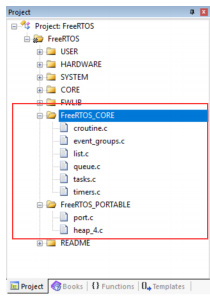 Project
Project: FreeRTOS
FreeRTOS
USER
HARDWARE
SYSTEM
CORE
FWLIB
FreeRTOS_CORE
croutine.c
event_groups.c
list.c
queue.c
tasks.c
timers.c
FreeRTOS_PORTABLE
port.c
heap_4.c
README
Project Books {} Functions 0 Templates